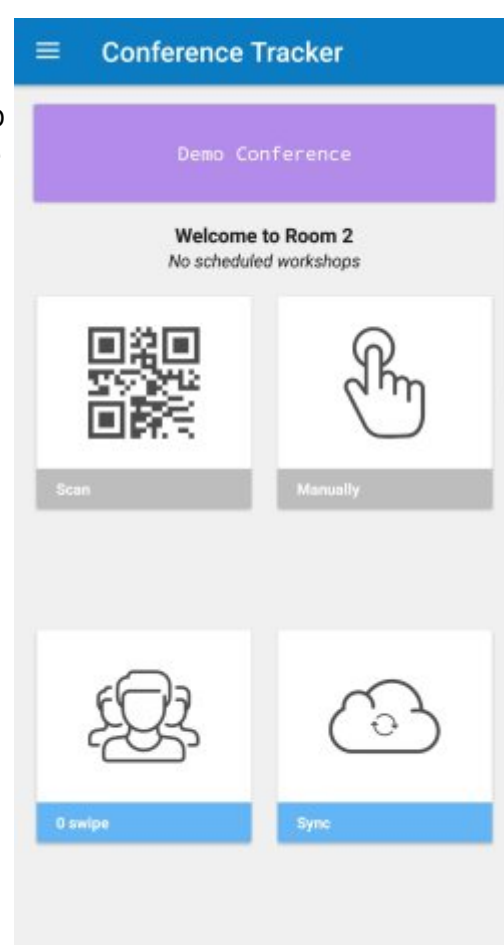 Conference Tracker
Demo Conference
Welcome to Room 2
No scheduled workshops
Scan
Manually
0 swipe
Sync